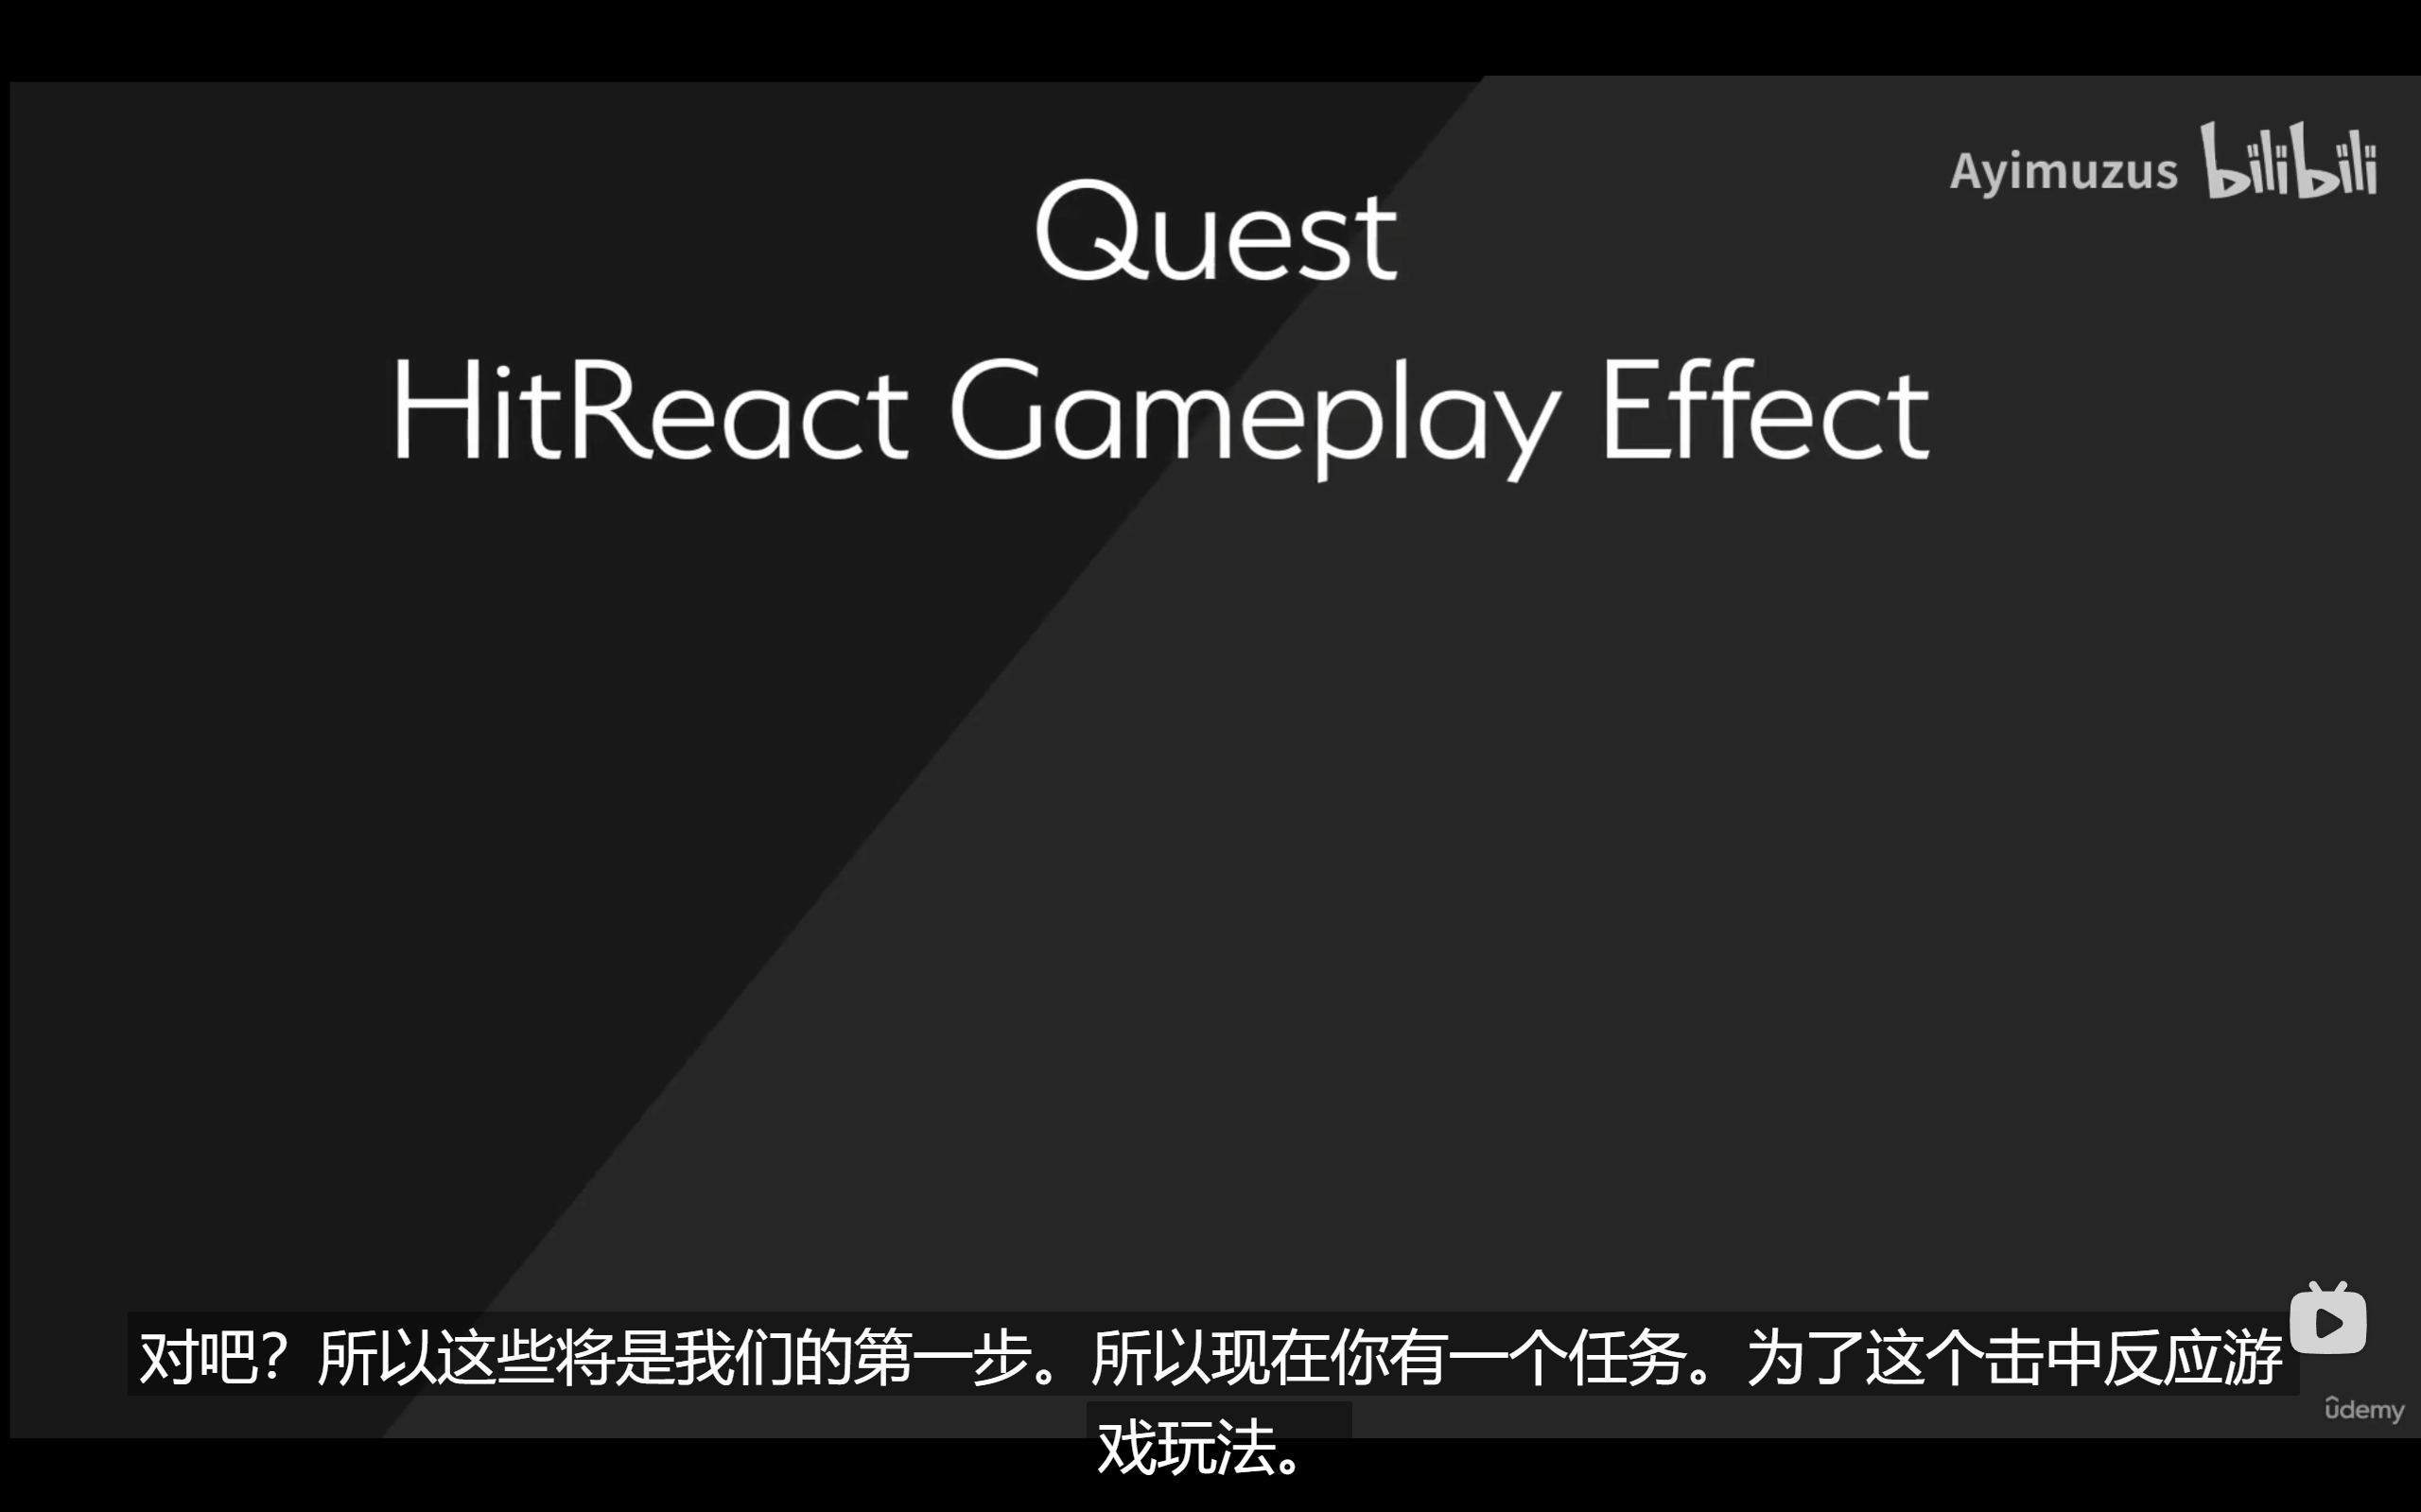 Ayimuzus bilibili
Quest
HitReact Gameplay Effect
对吧？所以这些将是我们的第一步。所以现在你有一个任务。为了这个击中反应游
戏玩法。
ûdemy